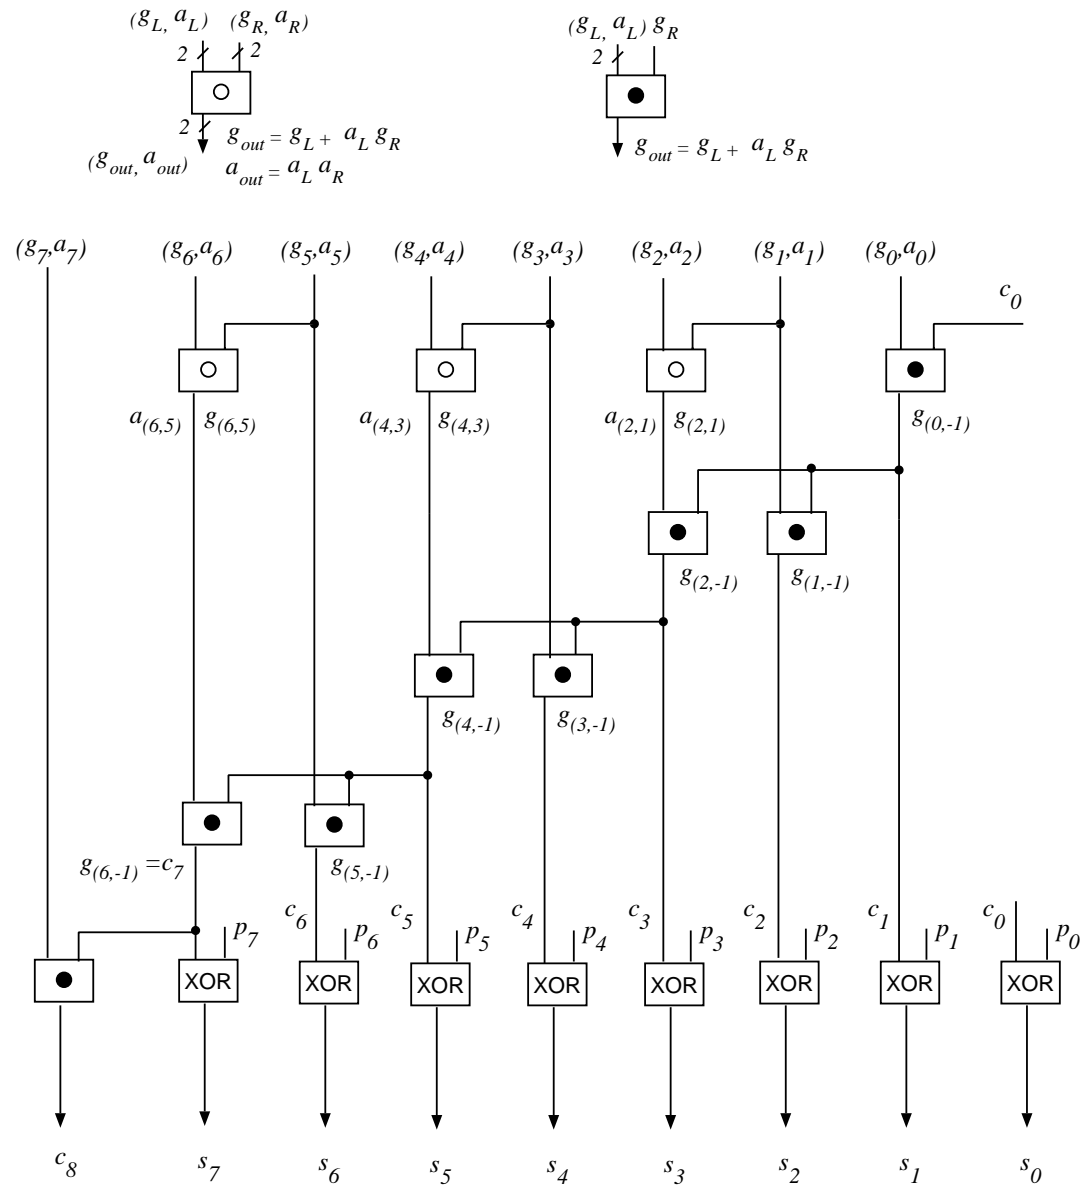 (g_L, a_L) (g_R, a_R)
2 2
2
g_out = g_L + a_L g_R
(g_out, a_out)
a_out = a_L a_R
(g_L, a_L) g_R
2
g_out = g_L + a_L g_R
(g_7,a_7) (g_6,a_6) (g_5,a_5) (g_4,a_4) (g_3,a_3) (g_2,a_2) (g_1,a_1) (g_0,a_0)
c_0
a_(6,5) g_(6,5) a_(4,3) g_(4,3) a_(2,1) g_(2,1) g_(0,-1)
g_(2,-1) g_(1,-1)
g_(4,-1) g_(3,-1)
g_(6,-1) =c_7 g_(5,-1)
c_6 c_5 c_4 c_3 c_2 c_1 c_0
p_7 p_6 p_5 p_4 p_3 p_2 p_1 p_0
XOR XOR XOR XOR XOR XOR XOR XOR
c_8 s_7 s_6 s_5 s_4 s_3 s_2 s_1 s_0